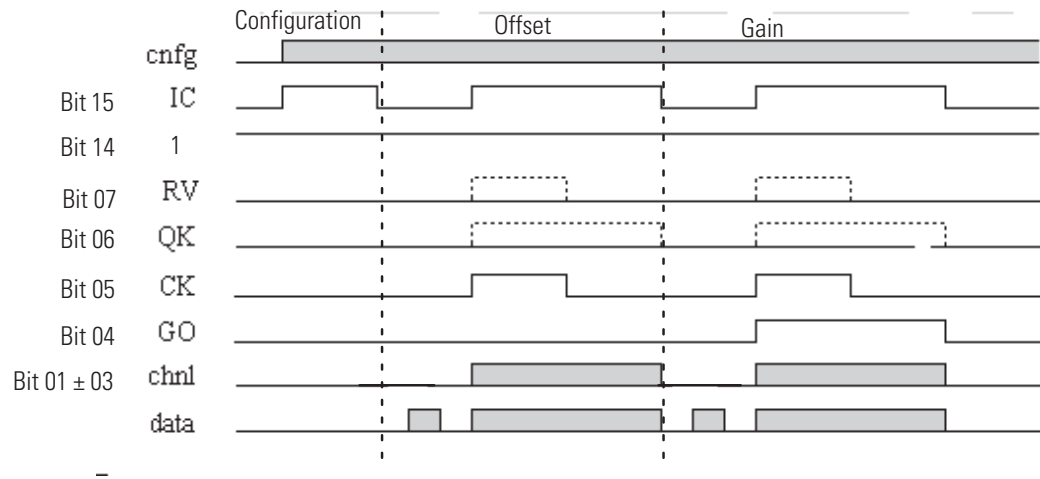 Configuration Offset Gain
cnfg
Bit 15 IC
Bit 14 1
Bit 07 RV
Bit 06 QK
Bit 05 CK
Bit 04 GO
Bit 01 ± 03 chnl
data